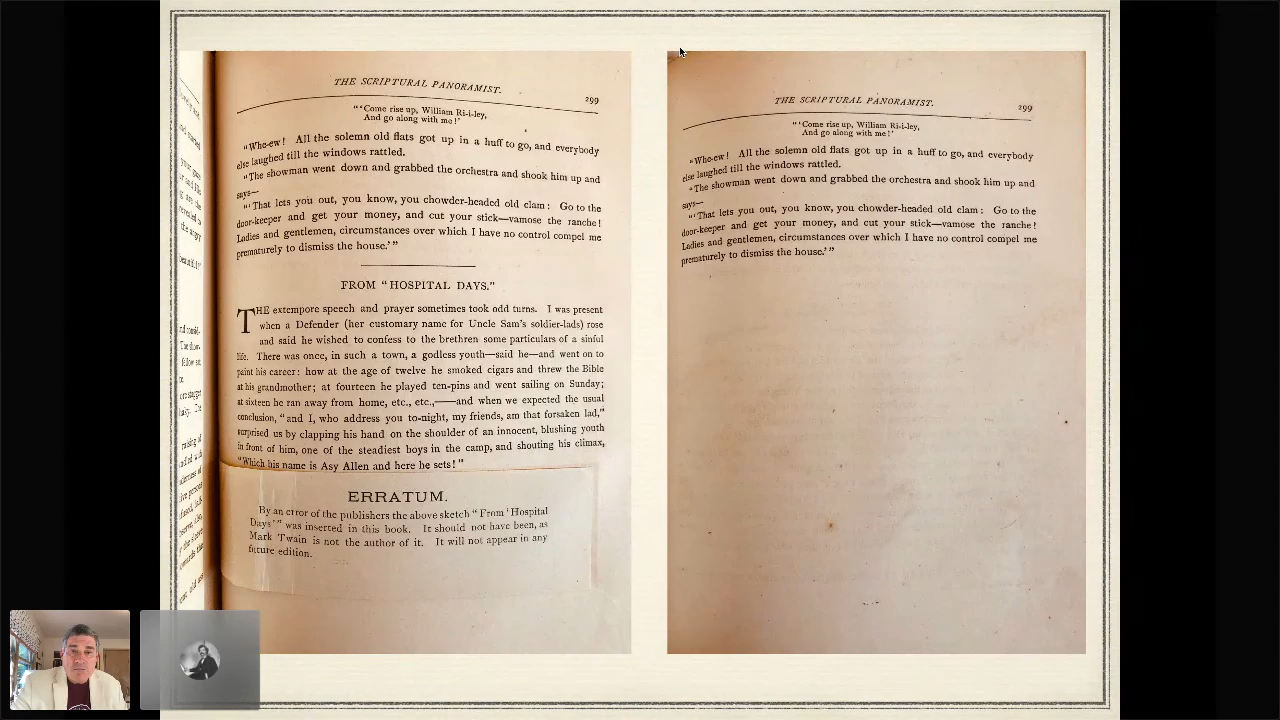 THE SCRIPTURAL PANORAMIST.
299
"'Come rise up, William Ri-i-ley,
And go along with me!'
"Who-ew! All the solemn old flats got up in a huff to go, and everybody
else laughed till the windows rattled.
"The showman went down and grabbed the orchestra and shook him up and
says—
"'That lets you out, you know, you chowder-headed old clam: Go to the
door-keeper and get your money, and cut your stick—vamose the ranche!
Ladies and gentlemen, circumstances over which I have no control compel me
prematurely to dismiss the house.'"
FROM "HOSPITAL DAYS."
THE extempore speech and prayer sometimes took odd turns. I was present
when a Defender (her customary name for Uncle Sam's soldier-lads) rose
and said he wished to confess to the brethren some particulars of a sinful
life. There was once, in such a town, a godless youth—said he—and went on to
paint his career: how at the age of twelve he smoked cigars and threw the Bible
at his grandmother; at fourteen he played ten-pins and went sailing on Sunday;
at sixteen he ran away from home, etc., etc.,——and when we expected the usual
conclusion, "and I, who address you to-night, my friends, am that forsaken lad,"
surprised us by clapping his hand on the shoulder of an innocent, blushing youth
in front of him, one of the steadiest boys in the camp, and shouting his climax,
"Which his name is Asy Allen and here he sets!"
ERRATUM.
By an error of the publishers the above sketch "From 'Hospital
Days'" was inserted in this book. It should not have been, as
Mark Twain is not the author of it. It will not appear in any
future edition.
THE SCRIPTURAL PANORAMIST.
299
"'Come rise up, William Ri-i-ley,
And go along with me!'
"Who-ew! All the solemn old flats got up in a huff to go, and everybody
else laughed till the windows rattled.
"The showman went down and grabbed the orchestra and shook him up and
says—
"'That lets you out, you know, you chowder-headed old clam: Go to the
door-keeper and get your money, and cut your stick—vamose the ranche!
Ladies and gentlemen, circumstances over which I have no control compel me
prematurely to dismiss the house.'"